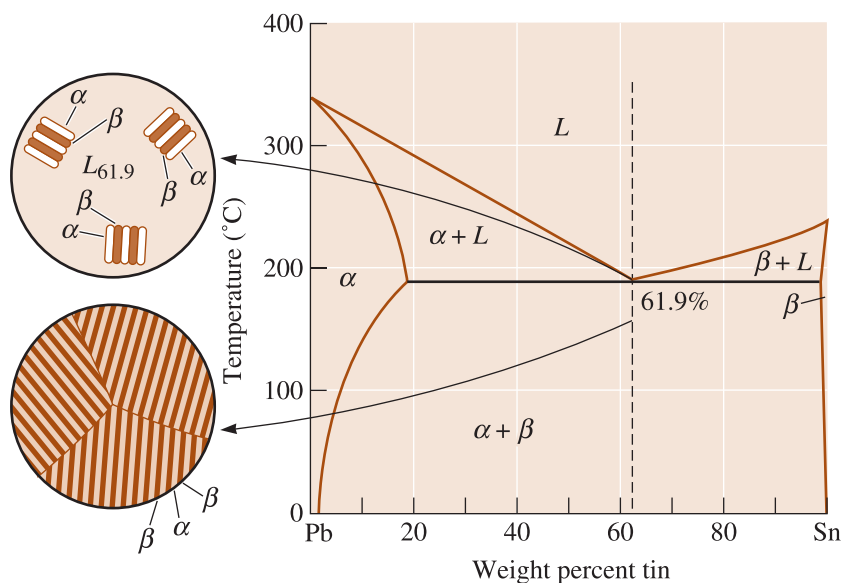 α
β
L61.9
β
α
β
α
β
α
β
Temperature (°C)
400
300
200
100
0
L
α + L
α
β + L
61.9%
β
α + β
Pb
20
40
60
80
Sn
Weight percent tin